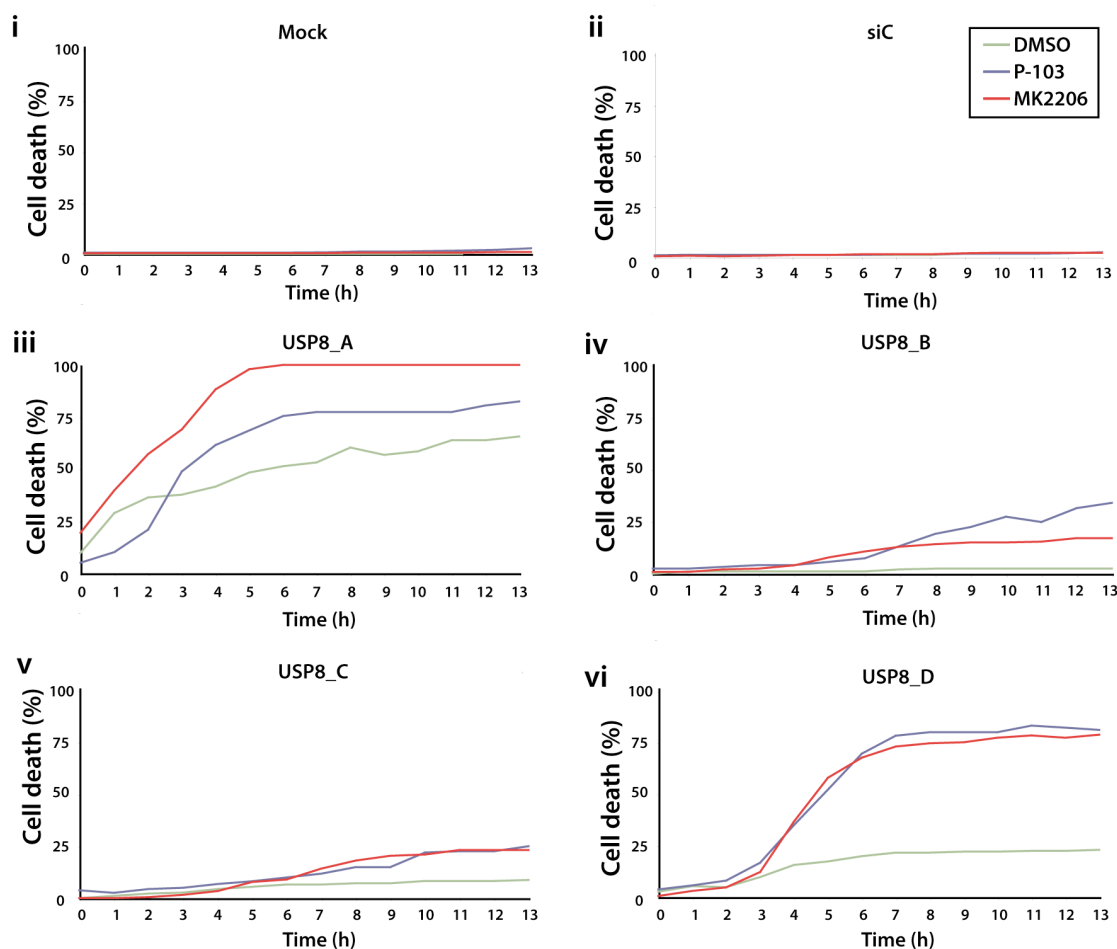 i
Mock
Cell death (%)
100
75
50
25
0
0 1 2 3 4 5 6 7 8 9 10 11 12 13
Time (h)
ii
siC
DMSO
P-103
MK2206
Cell death (%)
100
75
50
25
0
0 1 2 3 4 5 6 7 8 9 10 11 12 13
Time (h)
iii
USP8_A
Cell death (%)
100
75
50
25
0
0 1 2 3 4 5 6 7 8 9 10 11 12 13
Time (h)
iv
USP8_B
Cell death (%)
100
75
50
25
0
0 1 2 3 4 5 6 7 8 9 10 11 12 13
Time (h)
v
USP8_C
Cell death (%)
100
75
50
25
0
0 1 2 3 4 5 6 7 8 9 10 11 12 13
Time (h)
vi
USP8_D
Cell death (%)
100
75
50
25
0
0 1 2 3 4 5 6 7 8 9 10 11 12 13
Time (h)